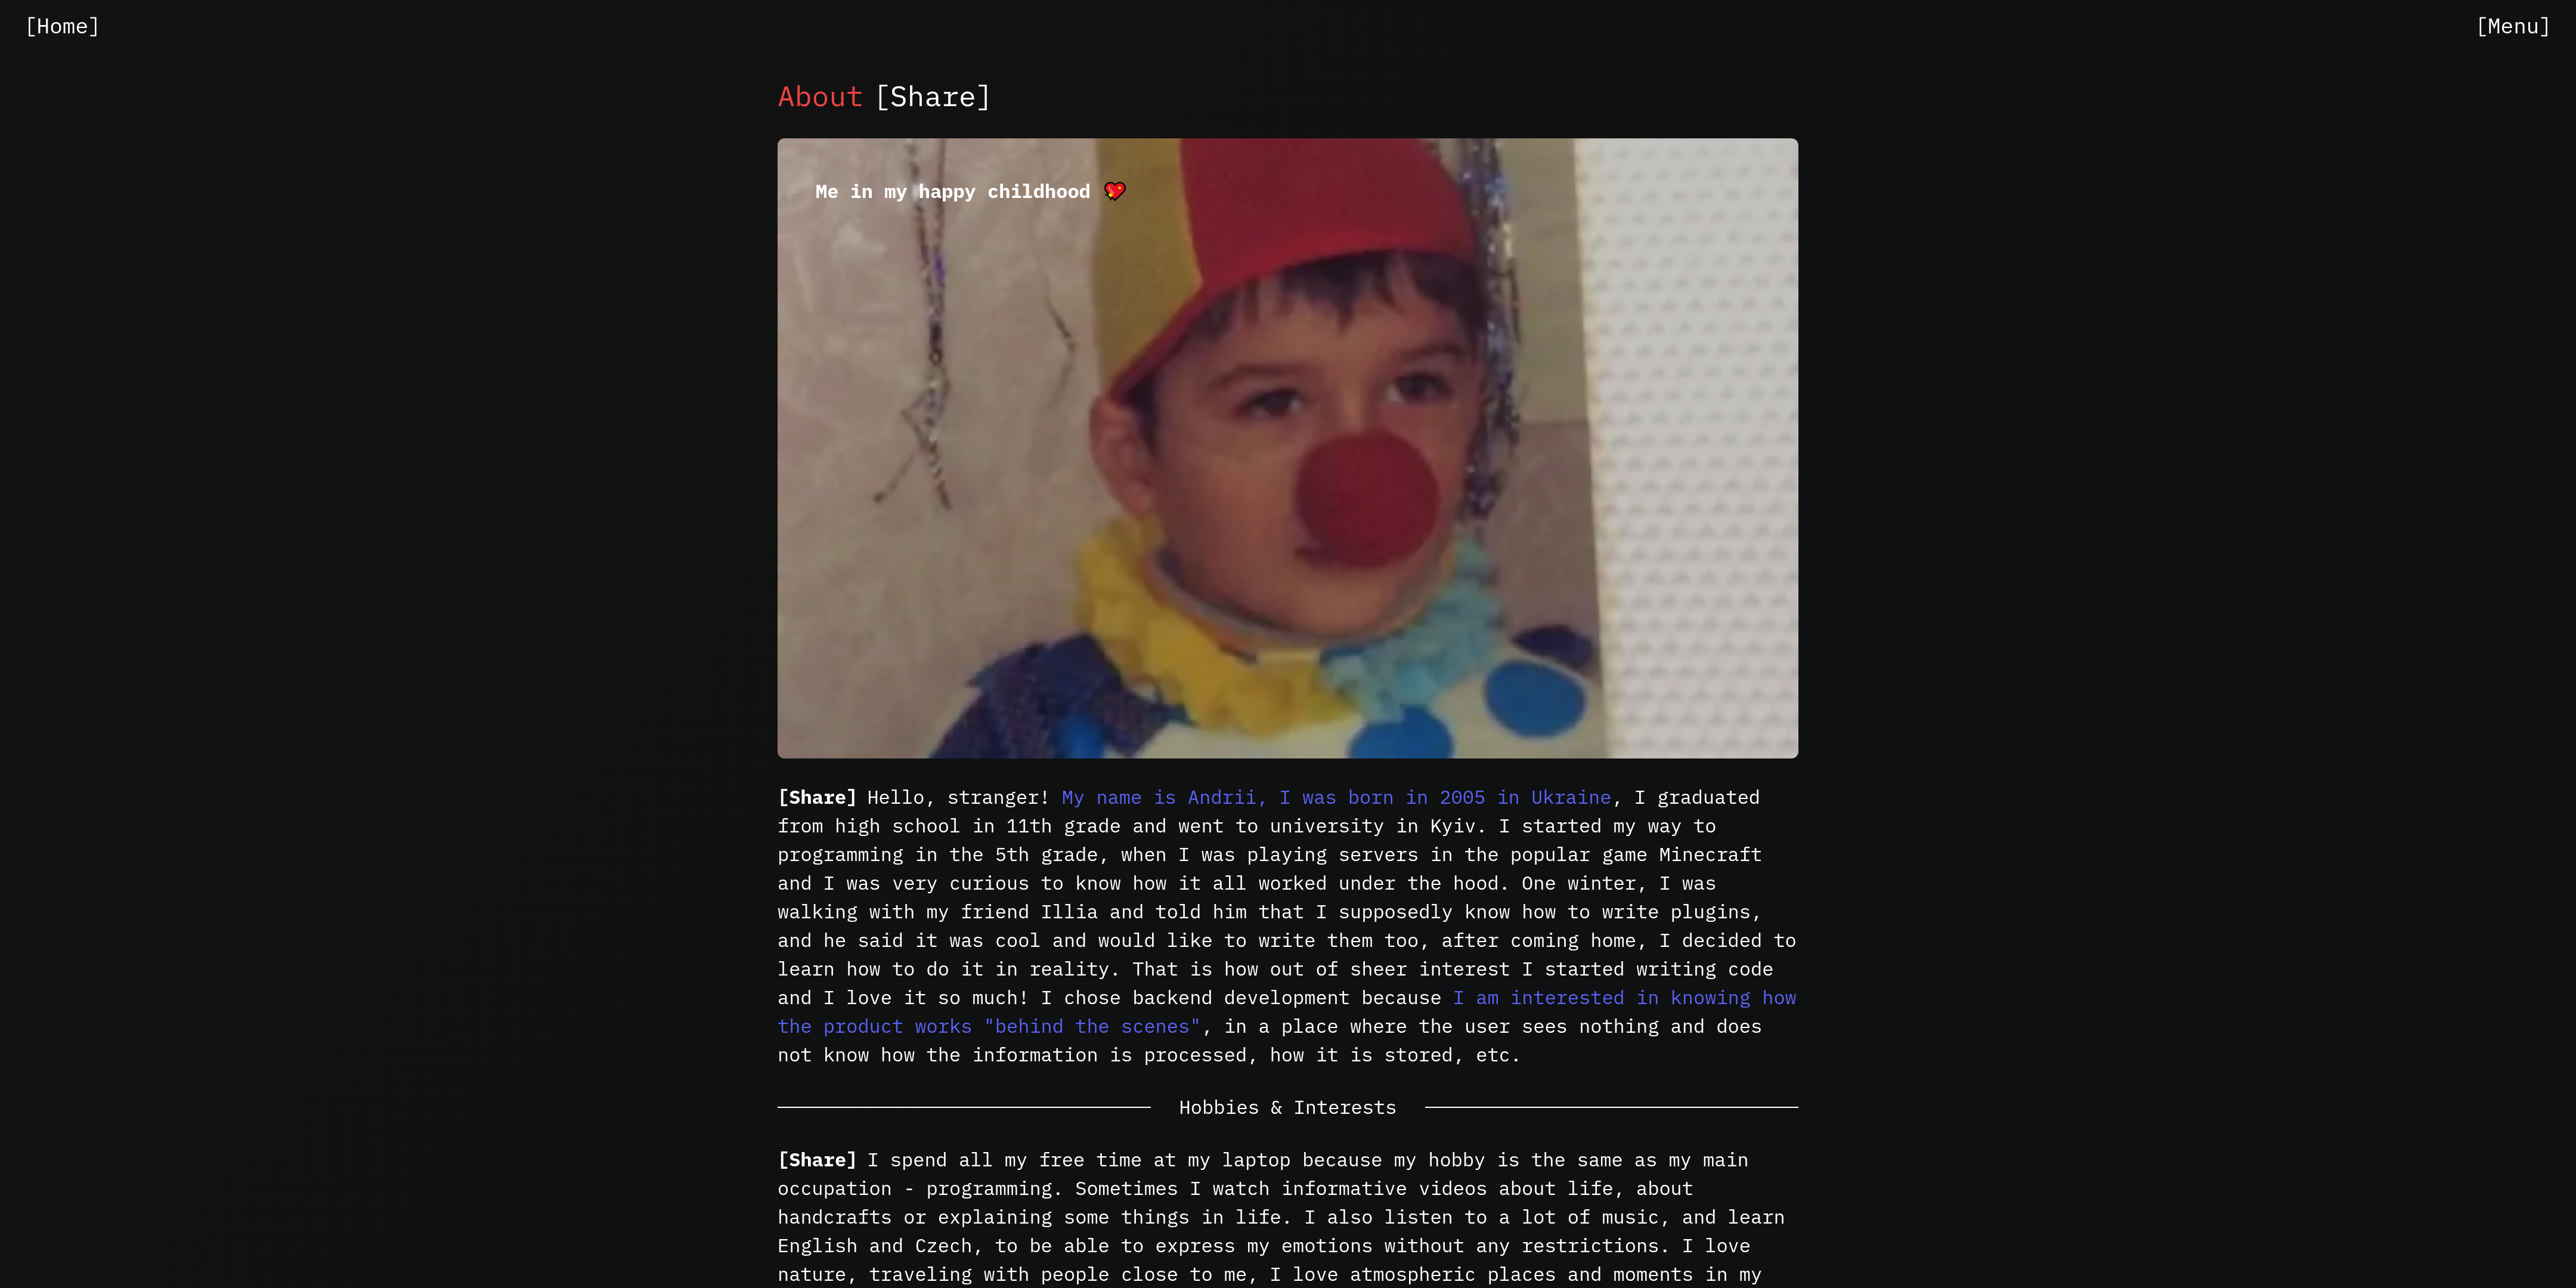 [Home]
[Menu]
About [Share]
Me in my happy childhood 💖
[Share] Hello, stranger! My name is Andrii, I was born in 2005 in Ukraine, I graduated
from high school in 11th grade and went to university in Kyiv. I started my way to
programming in the 5th grade, when I was playing servers in the popular game Minecraft
and I was very curious to know how it all worked under the hood. One winter, I was
walking with my friend Illia and told him that I supposedly know how to write plugins,
and he said it was cool and would like to write them too, after coming home, I decided to
learn how to do it in reality. That is how out of sheer interest I started writing code
and I love it so much! I chose backend development because I am interested in knowing how
the product works "behind the scenes", in a place where the user sees nothing and does
not know how the information is processed, how it is stored, etc.
Hobbies & Interests
[Share] I spend all my free time at my laptop because my hobby is the same as my main
occupation - programming. Sometimes I watch informative videos about life, about
handcrafts or explaining some things in life. I also listen to a lot of music, and learn
English and Czech, to be able to express my emotions without any restrictions. I love
nature, traveling with people close to me, I love atmospheric places and moments in my